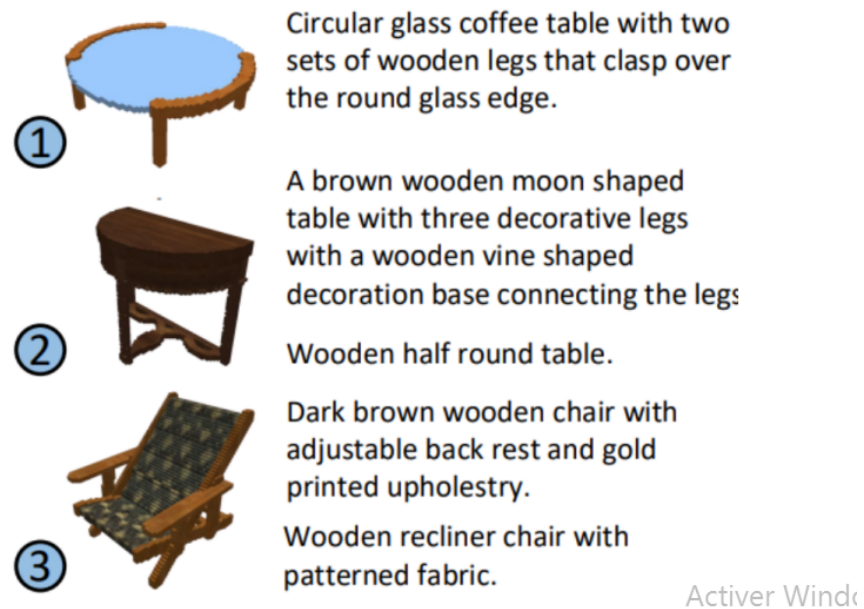 Circular glass coffee table with two
sets of wooden legs that clasp over
the round glass edge.
1
A brown wooden moon shaped
table with three decorative legs
with a wooden vine shaped
decoration base connecting the legs
2
Wooden half round table.
Dark brown wooden chair with
adjustable back rest and gold
printed upholestry.
Wooden recliner chair with
3
patterned fabric.
Activer Windo